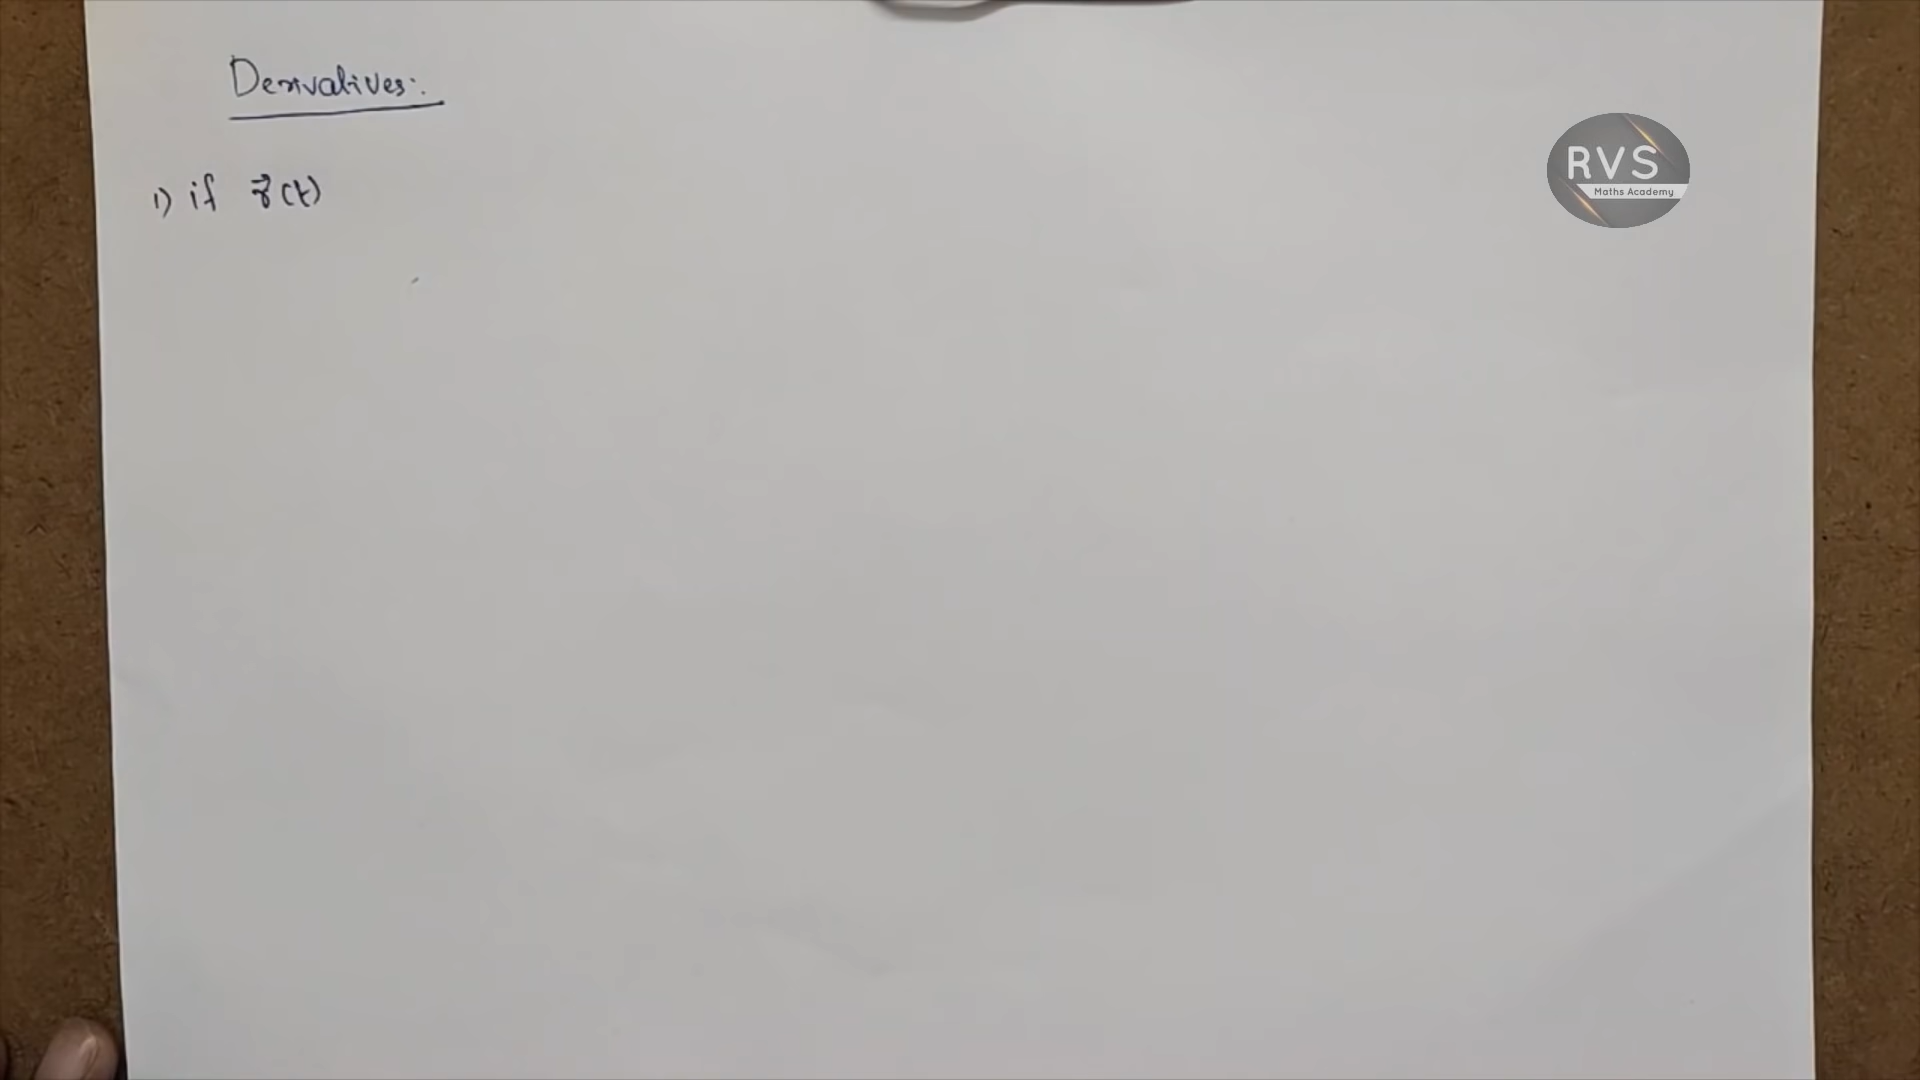 Derivatives:
1) if r⃗(t)
RVS
Maths Academy